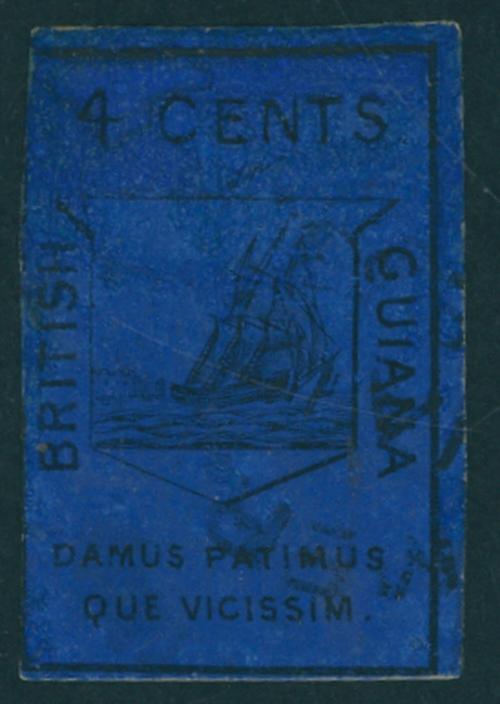 4 CENTS
BRITISH
GUIANA
DAMUS PATIMUS
QUE VICISSIM.